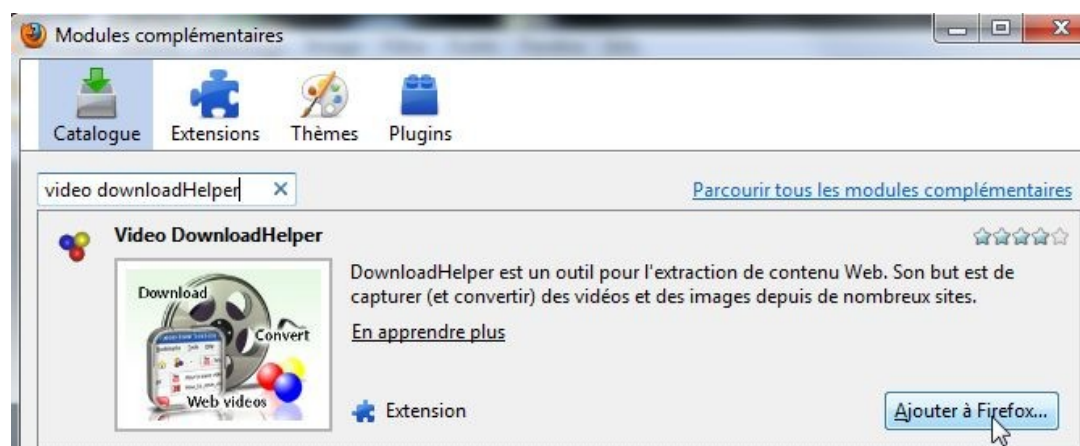 Modules complémentaires
Catalogue Extensions Thèmes Plugins
video downloadHelper
Parcourir tous les modules complémentaires
Video DownloadHelper
DownloadHelper est un outil pour l'extraction de contenu Web. Son but est de
capturer (et convertir) des vidéos et des images depuis de nombreux sites.
En apprendre plus
Download
Convert
Web videos
Extension
Ajouter à Firefox...